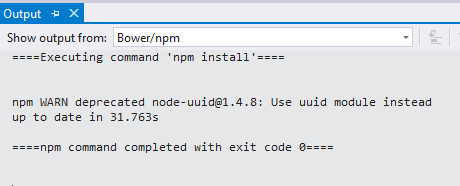 Output
Show output from: Bower/npm
====Executing command 'npm install'====
npm WARN deprecated node-uuid@1.4.8: Use uuid module instead
up to date in 31.763s
====npm command completed with exit code 0====